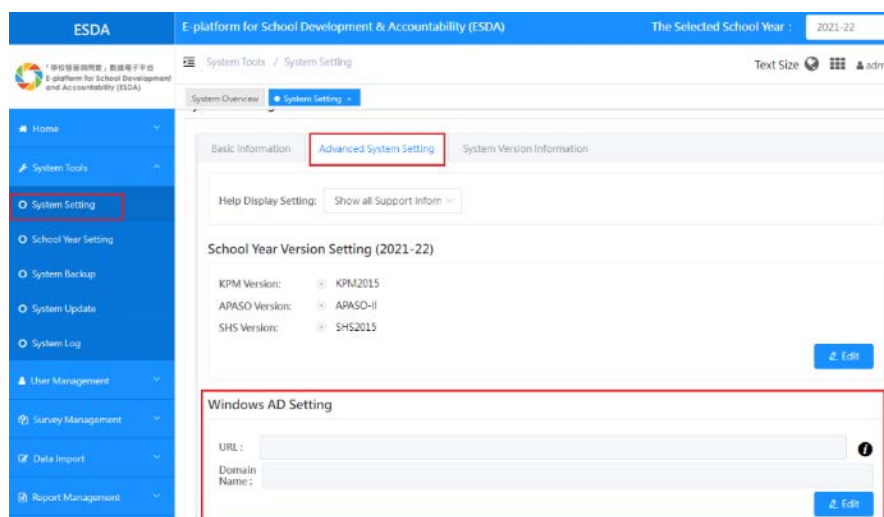 ESDA
E-platform for School Development & Accountability (ESDA)
The Selected School Year :
2021-22
E-platform for School Development
and Accountability (ESDA)
System Tools / System Setting
Text Size
adm
System Overview
System Setting
Home
System Tools
System Setting
School Year Setting
System Backup
System Update
System Log
User Management
Survey Management
Data Import
Report Management
Basic Information
Advanced System Setting
System Version Information
Help Display Setting:
Show all Support Inform
School Year Version Setting (2021-22)
KPM Version:
KPM2015
APASO Version:
APASO-II
SHS Version:
SHS2015
Edit
Windows AD Setting
URL :
Domain
Name :
Edit